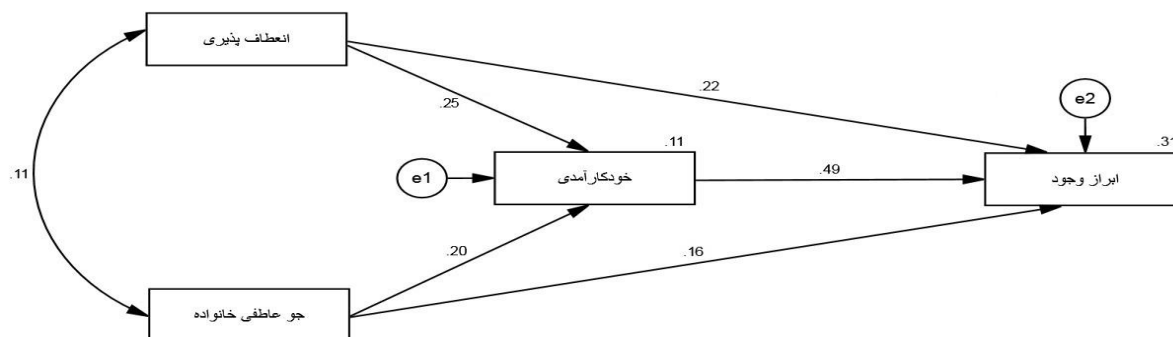 انعطاف پذیری
.22
e2
.25
.11
.31
.11
e1
خودکارآمدی
.49
ابراز وجود
.20
.16
جو عاطفی خانواده